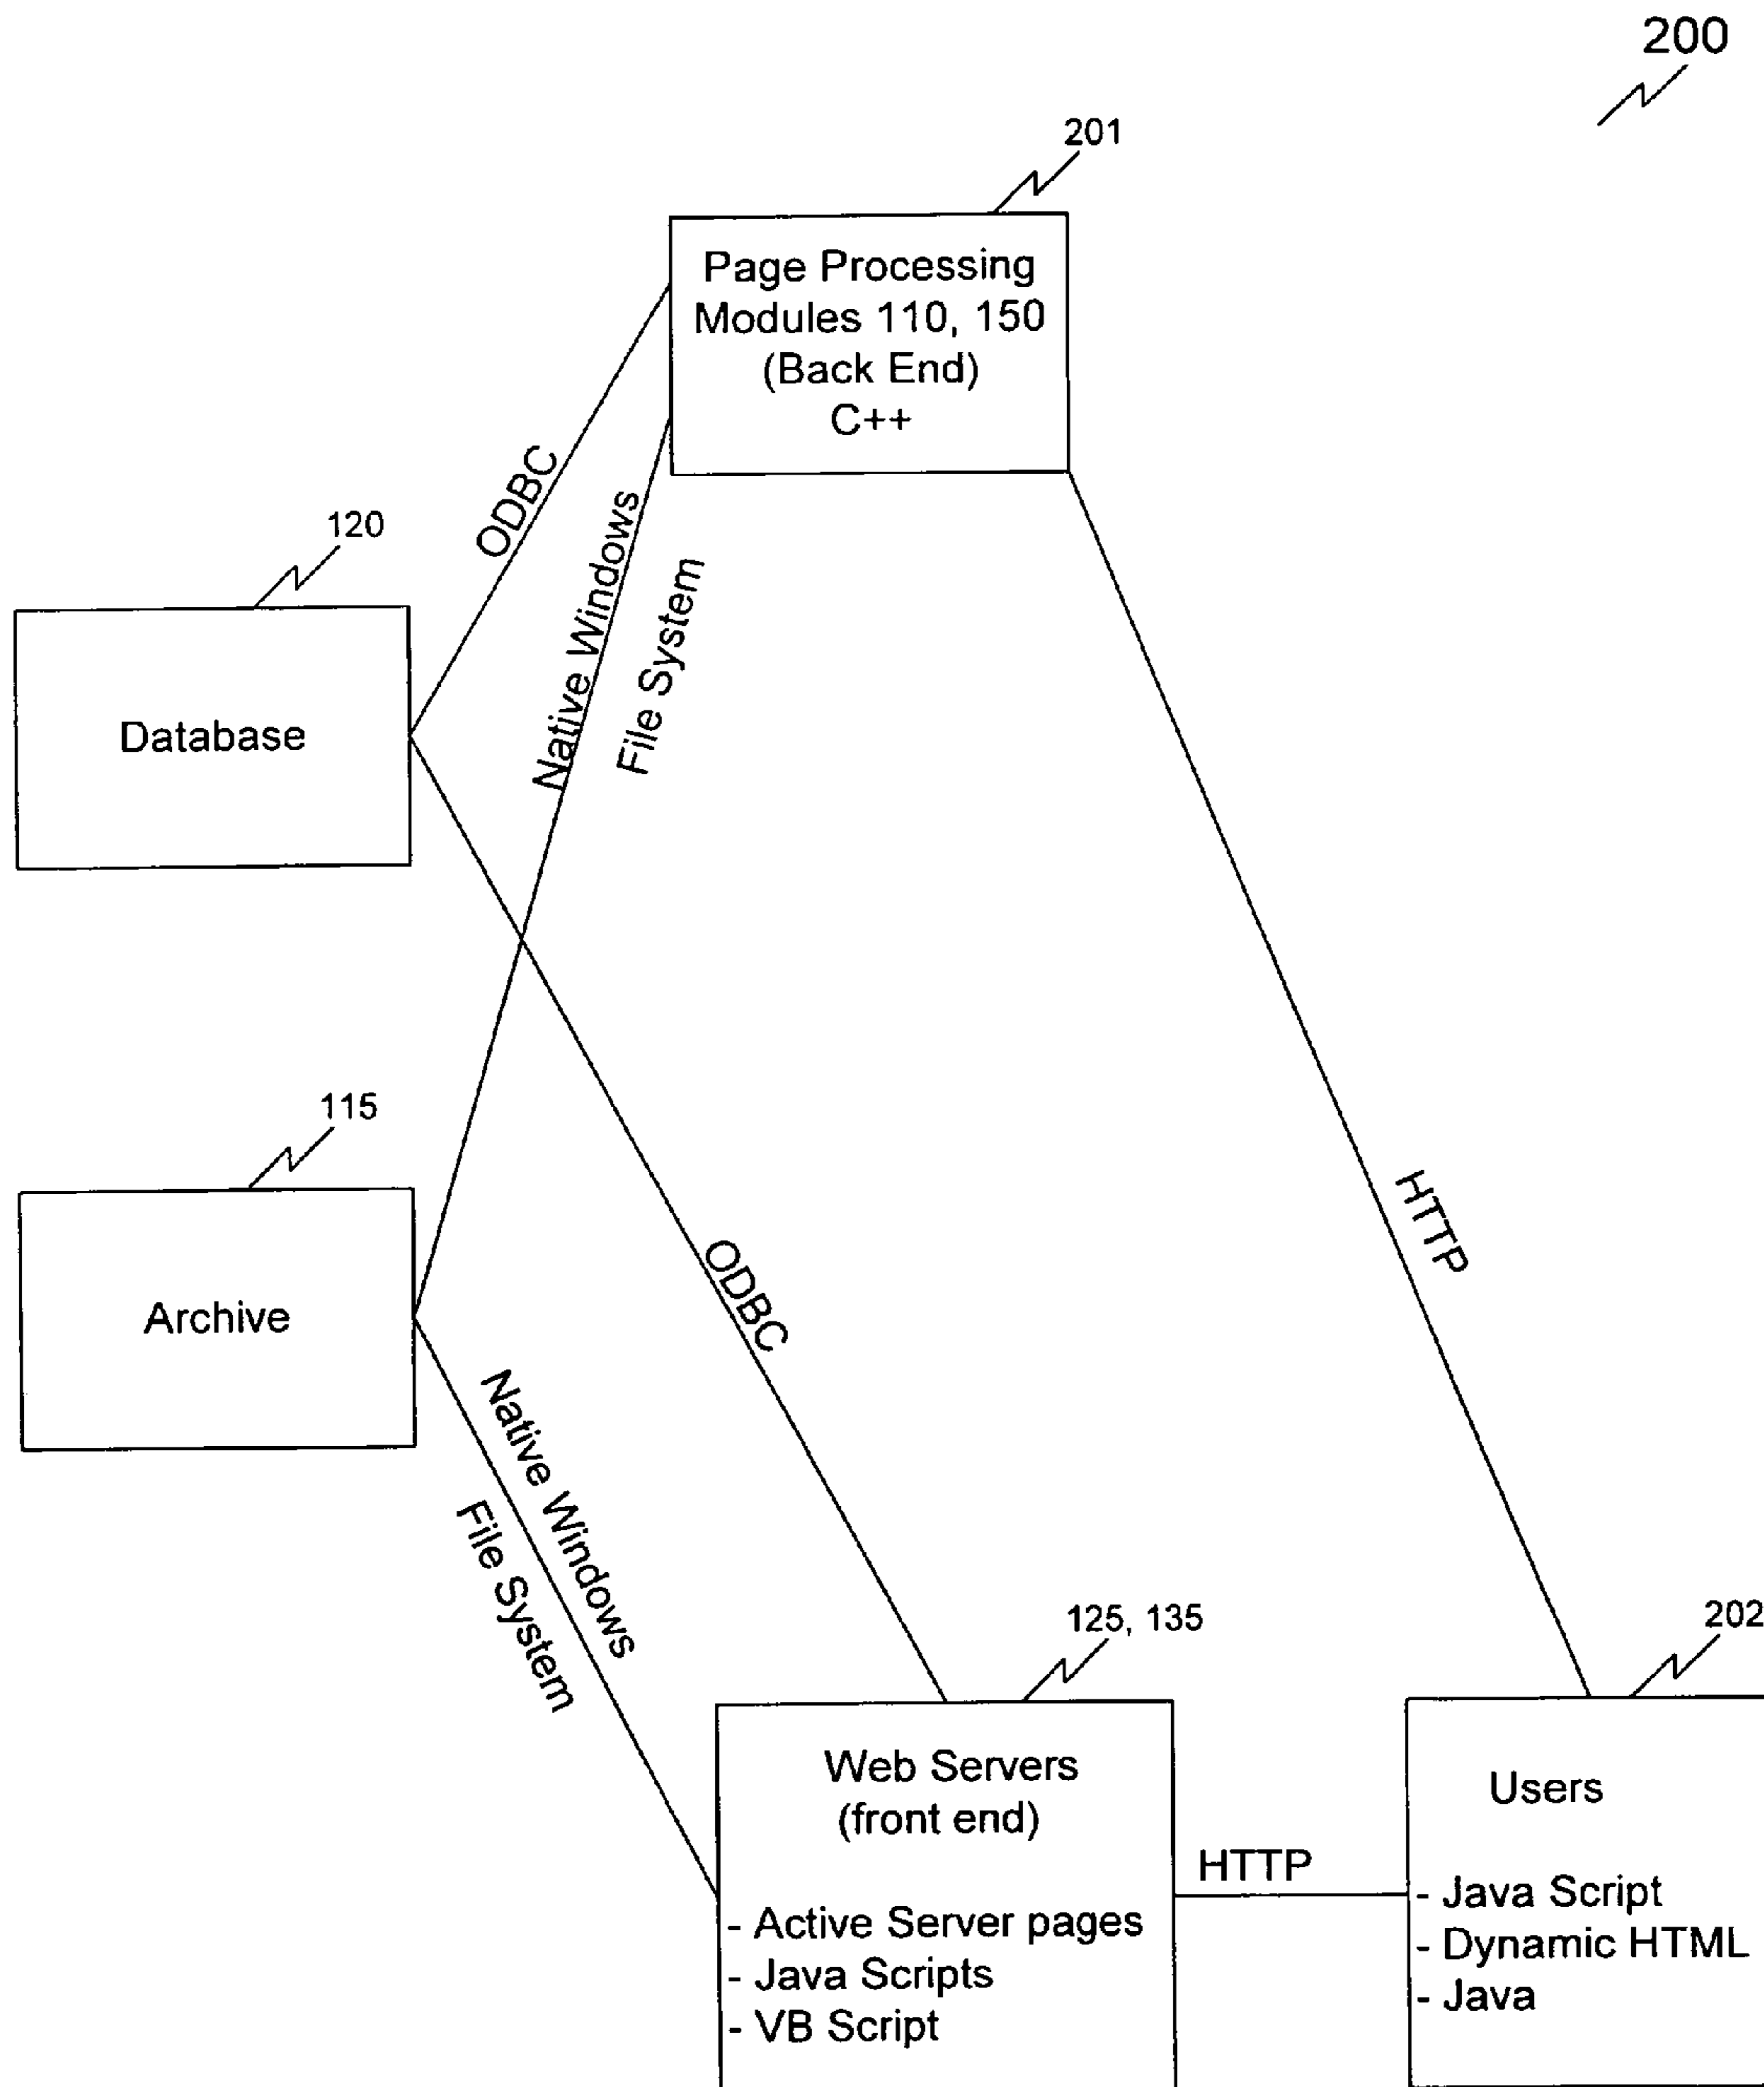 200
201
Page Processing
Modules 110, 150
(Back End)
C++
ODBC
Native Windows
File System
120
Database
115
Archive
ODBC
HTTP
Native Windows
File System
125, 135
Web Servers
(front end)
- Active Server pages
- Java Scripts
- VB Script
HTTP
202
Users
- Java Script
- Dynamic HTML
- Java